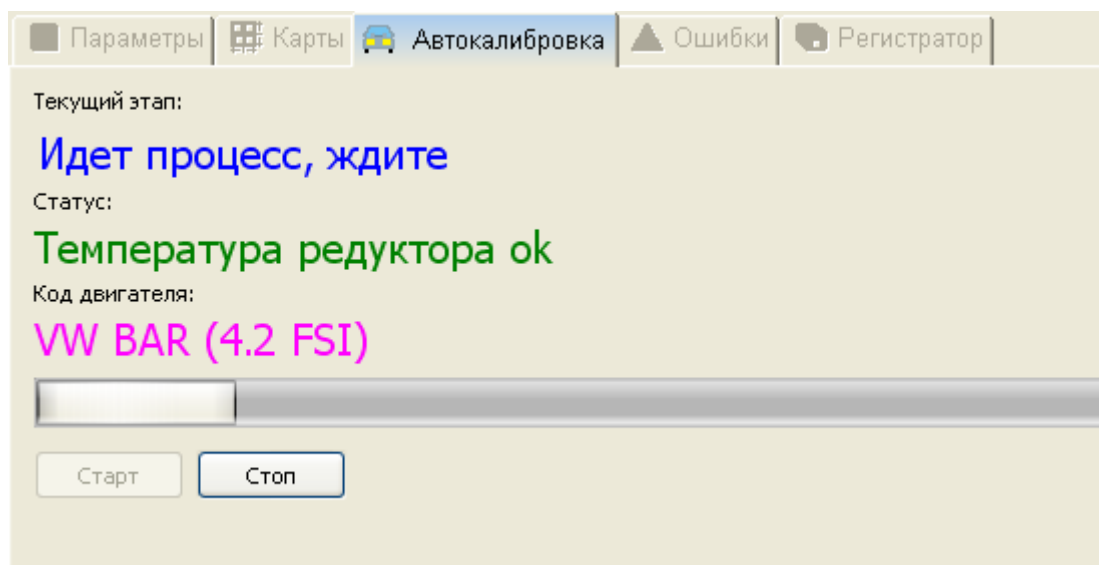 Параметры Карты Автокалибровка Ошибки Регистратор
Текущий этап:
Идет процесс, ждите
Статус:
Температура редуктора ok
Код двигателя:
VW BAR (4.2 FSI)
Старт Стоп